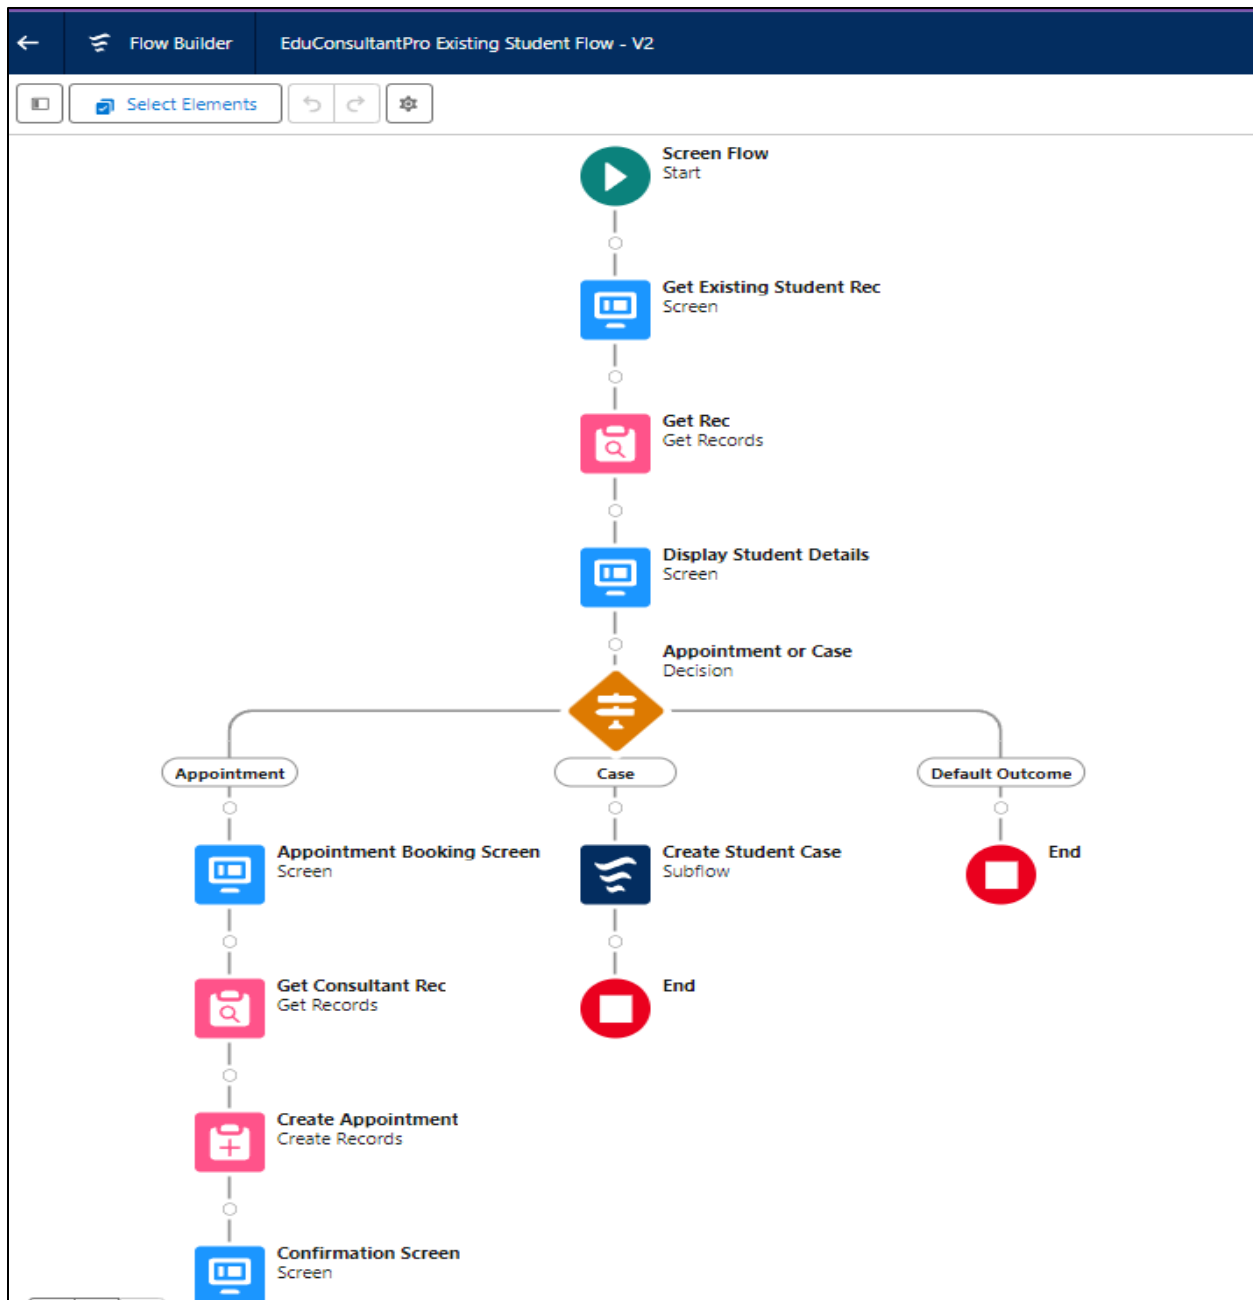 Flow Builder
EduConsultantPro Existing Student Flow - V2
Select Elements
Screen Flow
Start
Get Existing Student Rec
Screen
Get Rec
Get Records
Display Student Details
Screen
Appointment or Case
Decision
Appointment
Case
Default Outcome
Appointment Booking Screen
Screen
Create Student Case
Subflow
End
Get Consultant Rec
Get Records
End
Create Appointment
Create Records
Confirmation Screen
Screen